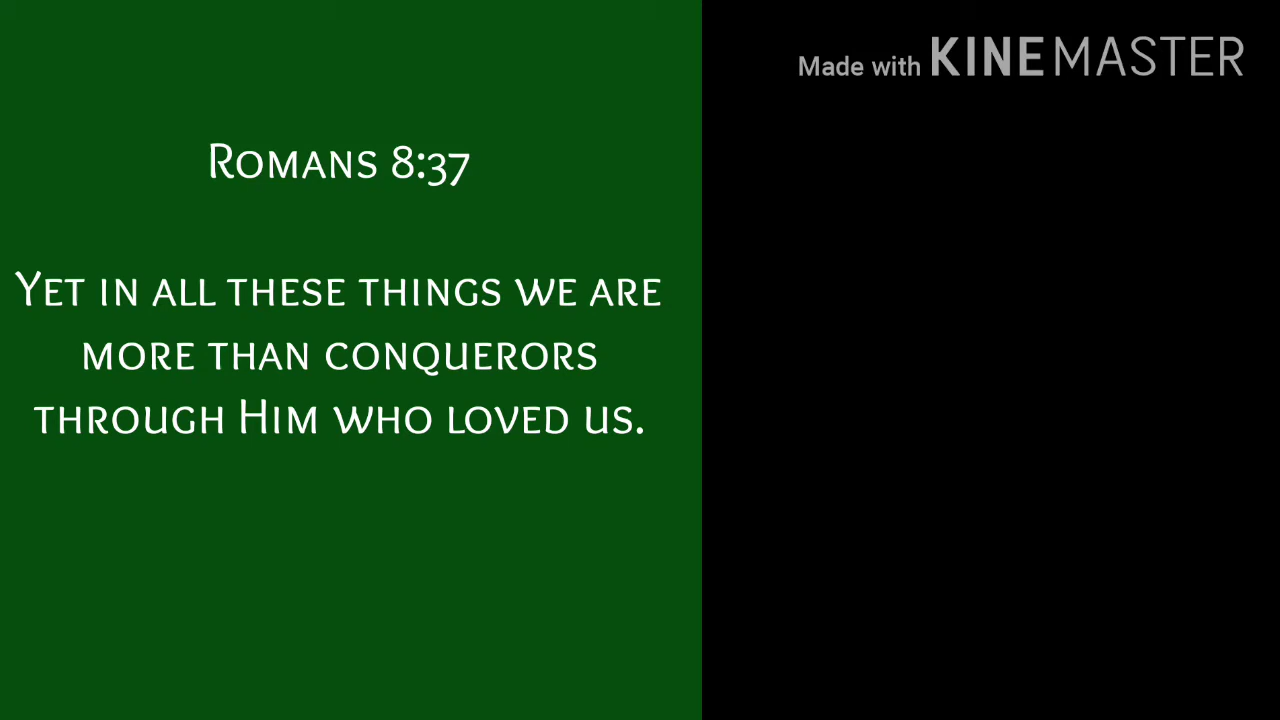 Made with KINEMASTER
Romans 8:37
Yet in all these things we are
more than conquerors
through Him who loved us.